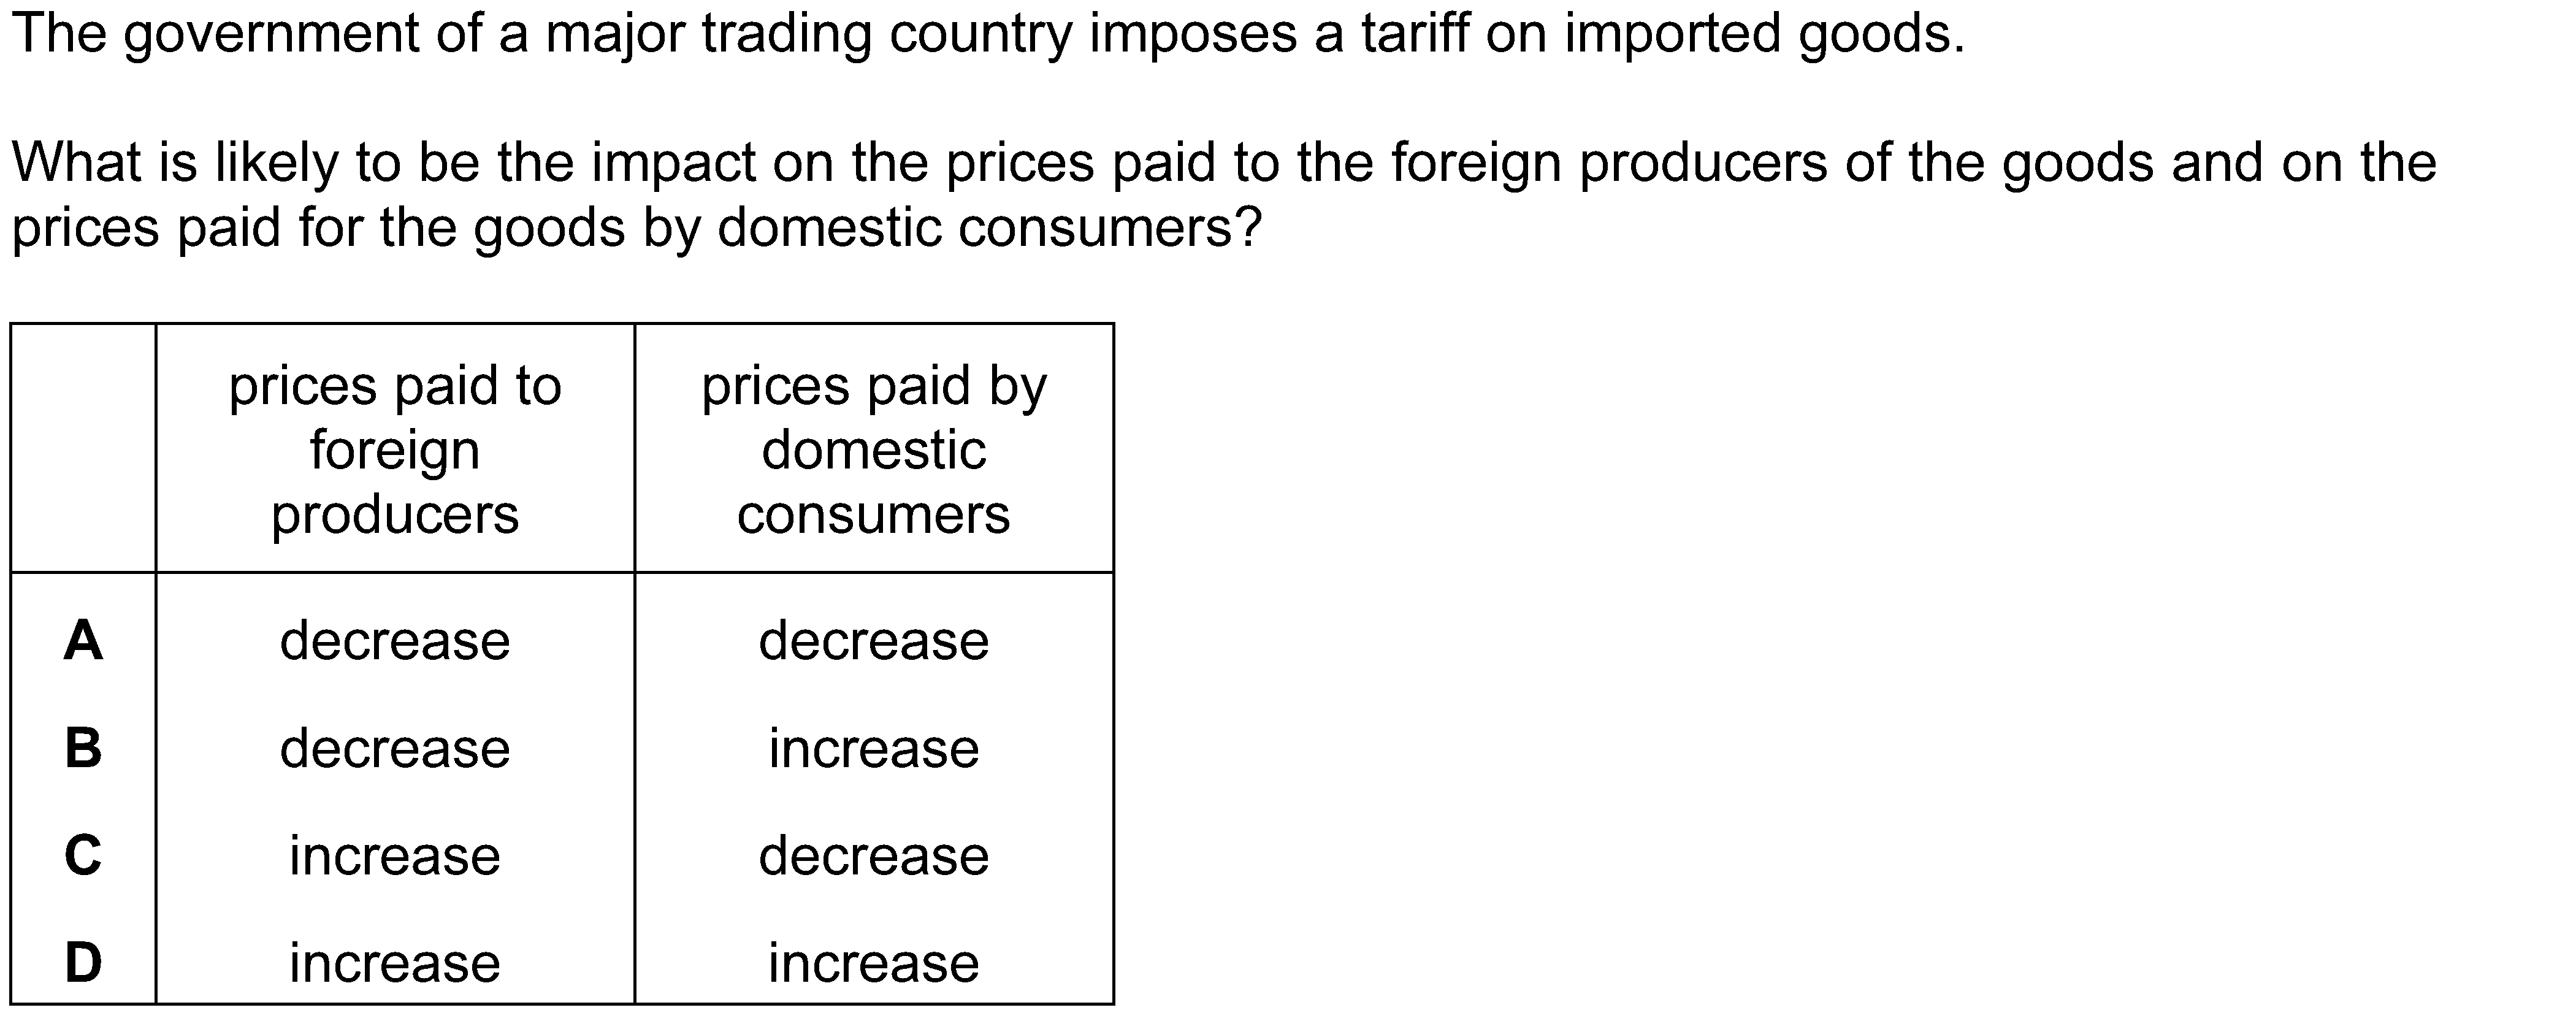 The government of a major trading country imposes a tariff on imported goods.
What is likely to be the impact on the prices paid to the foreign producers of the goods and on the
prices paid for the goods by domestic consumers?
prices paid to foreign producers prices paid by domestic consumers
A decrease decrease
B decrease increase
C increase decrease
D increase increase